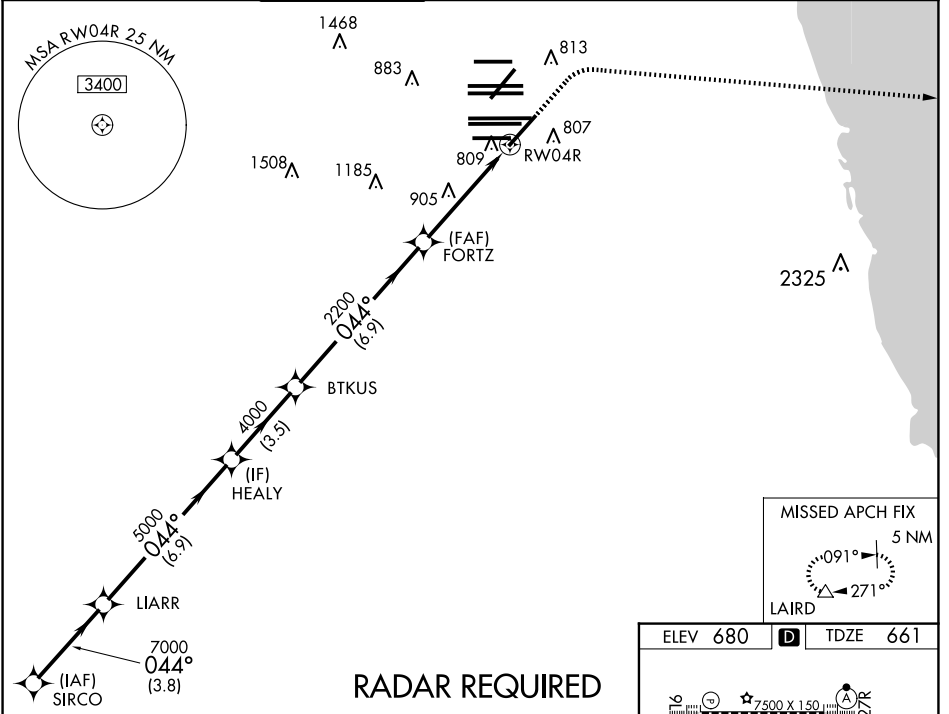 MSA RW04R 25 NM
3400
1468
883
813
1508
1185
809
807
RW04R
905
(FAF)
FORTZ
2325
2200
044°
(6.9)
BTKUS
4000
(3.5)
(IF)
HEALY
5000
044°
(6.9)
LIARR
7000
044°
(3.8)
(IAF)
SIRCO
RADAR REQUIRED
MISSED APCH FIX
5 NM
091°
271°
LAIRD
ELEV 680 D TDZE 661
9L P 7500 X 150 A 27R